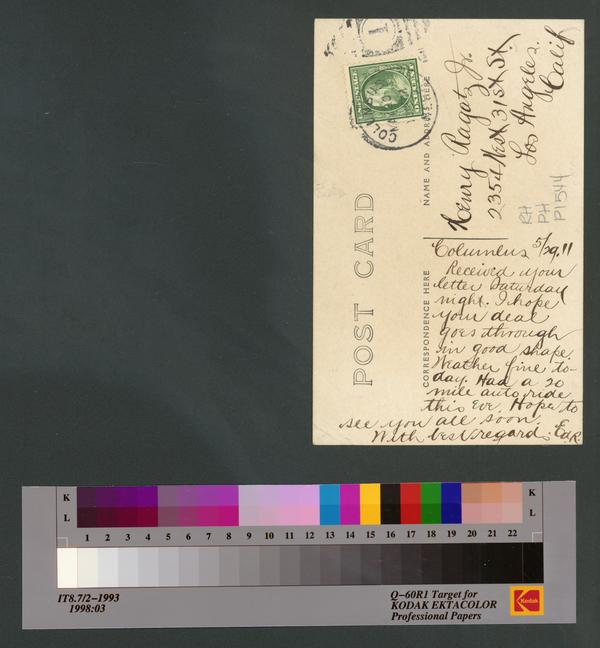 POST CARD
NAME AND ADDRESS HERE
Henry Ragotz Jr.
2354 West 31st St.
Los Angeles.
Calif
RH
PH
P1544
CORRESPONDENCE HERE
Columbus 5/29.11
Received your
letter Saturday
night. I hope
your deal
goes through
in good shape.
Weather fine to-
day. Had a 20
mile auto ride
this Eve. Hope to
see you all soon.
With best regards.
K
L
1 2 3 4 5 6 7 8 9 10 11 12 13 14 15 16 17 18 19 20 21 22
K
L
IT8.7/2-1993
1998:03
Q-60R1 Target for
KODAK EKTACOLOR
Professional Papers
Kodak